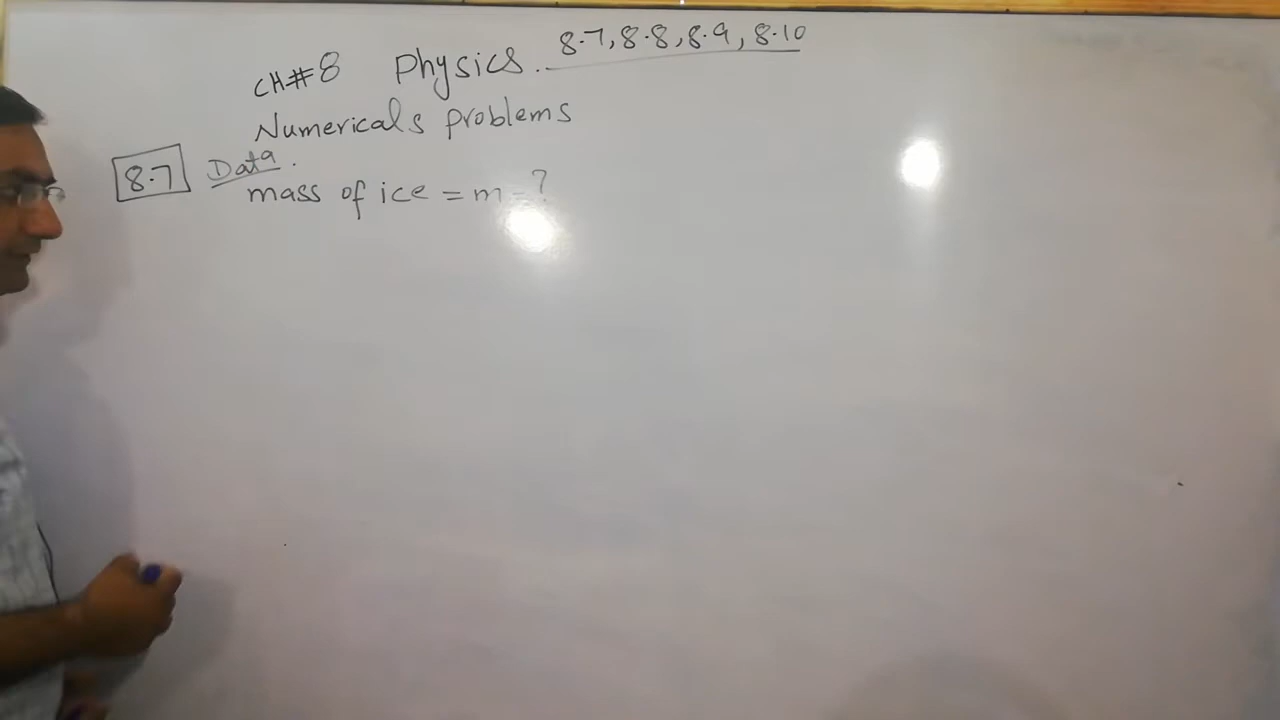 CH#8 Physics. 8.7, 8.8, 8.9, 8.10
Numericals problems
8.7 Data.
mass of ice = m = ?